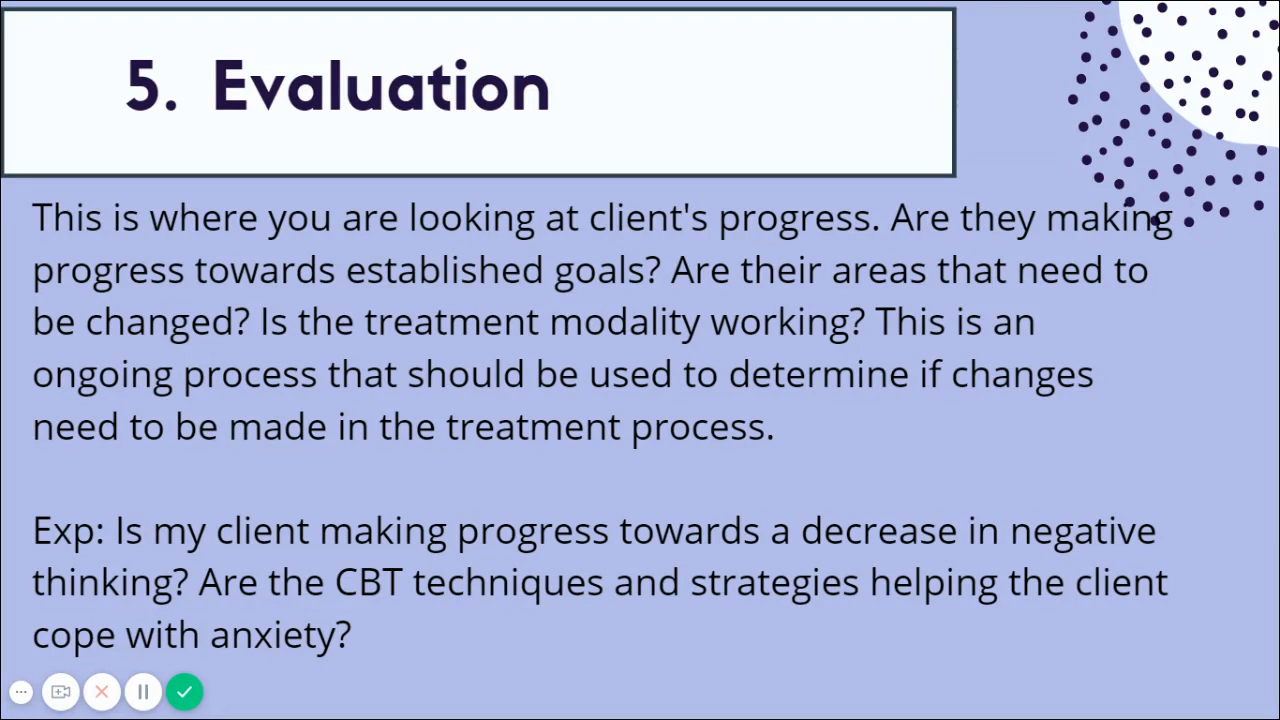 5. Evaluation
This is where you are looking at client's progress. Are they making
progress towards established goals? Are their areas that need to
be changed? Is the treatment modality working? This is an
ongoing process that should be used to determine if changes
need to be made in the treatment process.
Exp: Is my client making progress towards a decrease in negative
thinking? Are the CBT techniques and strategies helping the client
cope with anxiety?